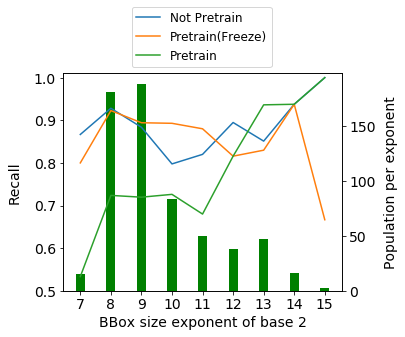 Not Pretrain
Pretrain(Freeze)
Pretrain
1.0
0.9
0.8
0.7
0.6
0.5
Recall
150
100
50
0
Population per exponent
7 8 9 10 11 12 13 14 15
BBox size exponent of base 2